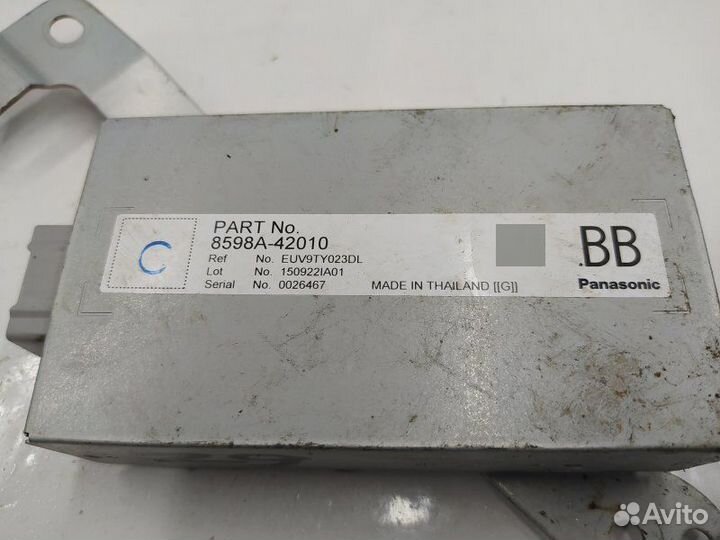 C
PART No.
8598A-42010
Ref No. EUV9TY023DL
Lot No. 150922IA01
Serial No. 0026467 MADE IN THAILAND [[G]]
.BB
Panasonic
Avito